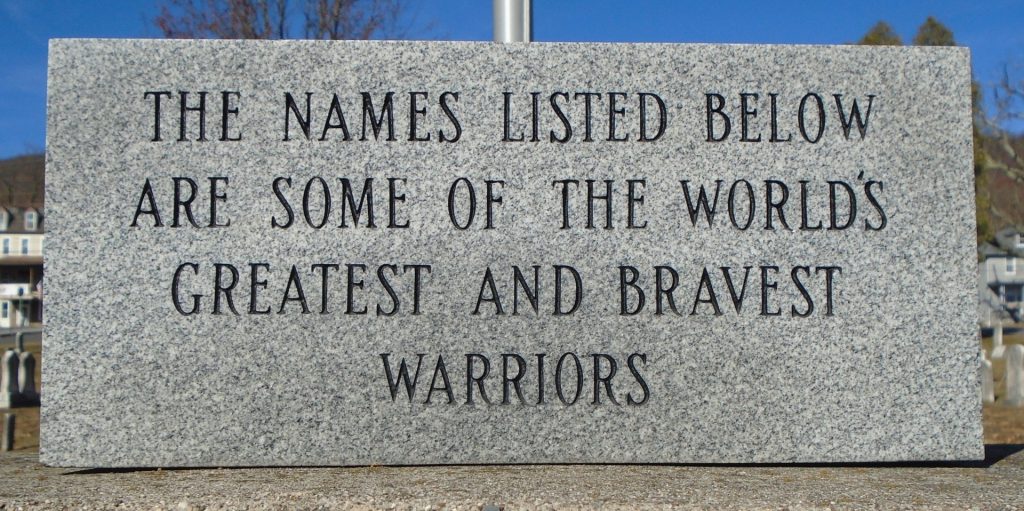 THE NAMES LISTED BELOW
ARE SOME OF THE WORLD'S
GREATEST AND BRAVEST
WARRIORS